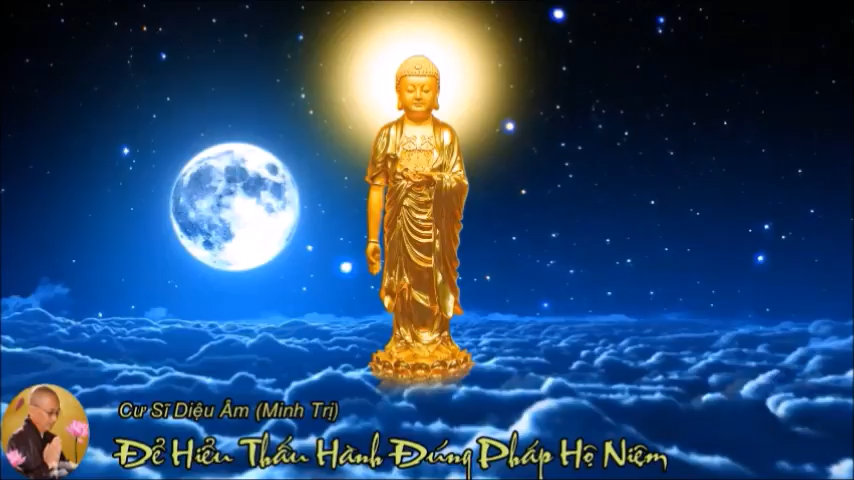 Cư Sĩ Diệu Âm (Minh Trị)
Để Hiểu Thấu Hành Đúng Pháp Hộ Niệm